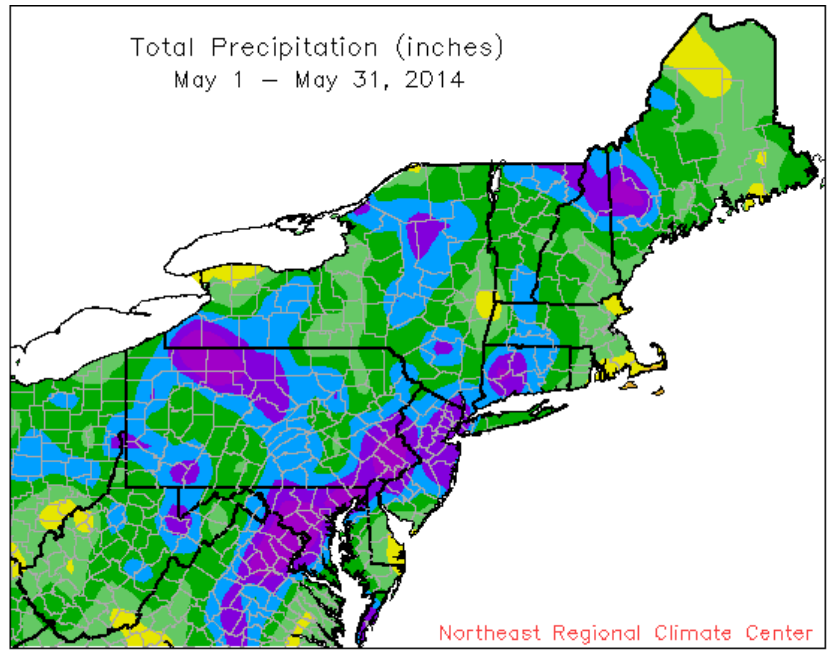 Total Precipitation (inches)
May 1 – May 31, 2014
Northeast Regional Climate Center